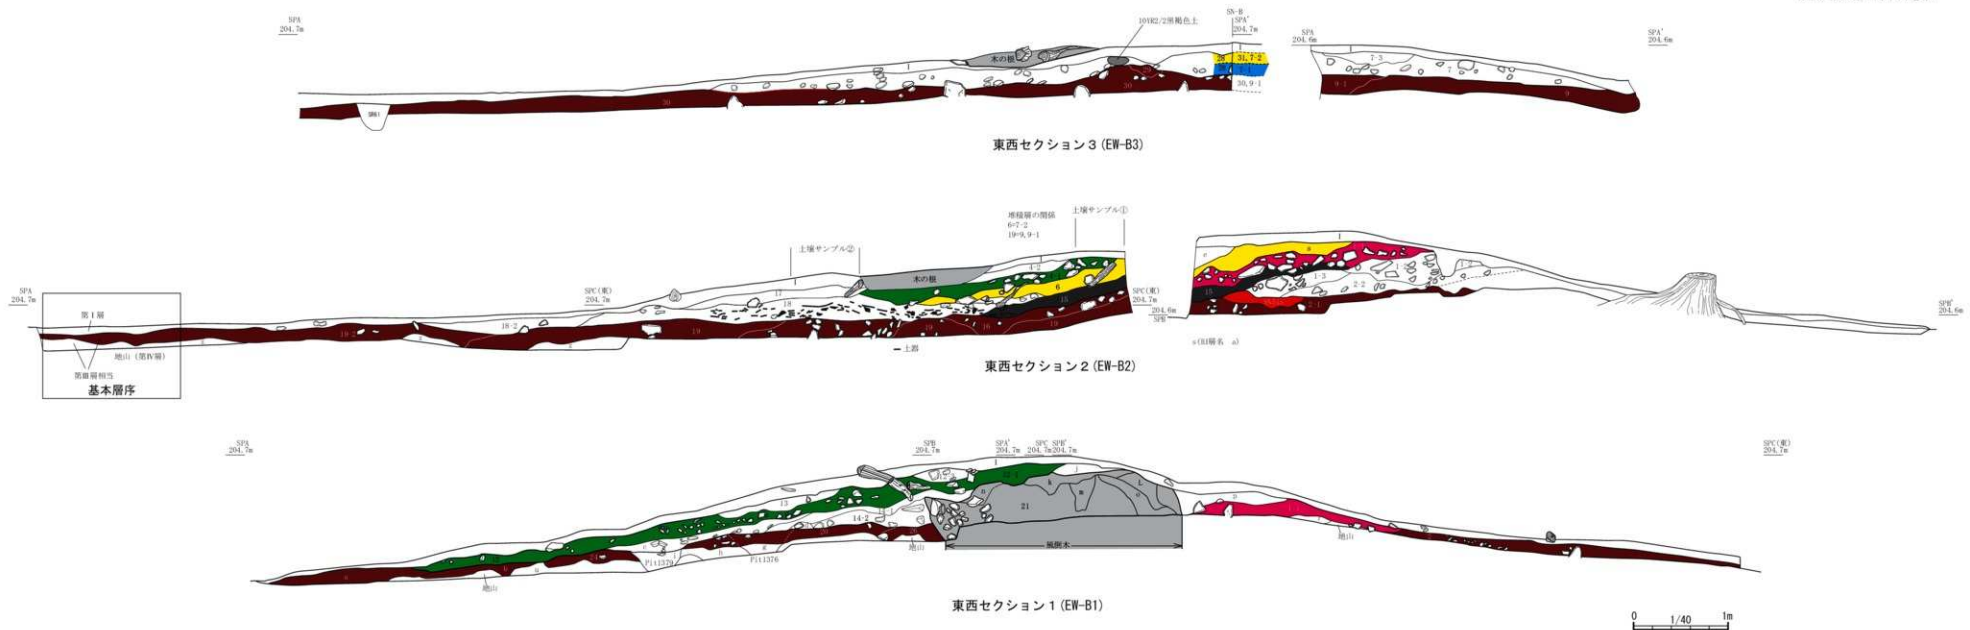 SPA
204.7m
10YR2/2黒褐色土
SN-B
SPA'
204.7m
SPA
204.6m
SPA'
204.6m
木の根
I
I
28
31, 7-2
30, 9-1
30
30
7-3
7
9-1
9
東西セクション3(EW-B3)
堆積層の関係
6=7-2
19=9, 9-1
土壌サンプル①
土壌サンプル②
SPA
204.7m
SPC(東)
204.7m
SPC(東)
204.7m
204.6m
SPB
SPB'
204.6m
第Ⅰ層
地山(第Ⅳ層)
第Ⅲ層相当
基本層序
木の根
I
17
18
18-2
19-2
19
19
16
19
4-2
6
15
I
e
a
15
1-3
2-2
2-1
土器
東西セクション2(EW-B2)
SPA
204.7m
SPB
204.7m
SPA'
204.7m
SPC
204.7m
SPB'
204.7m
SPC(東)
204.7m
I
13
14-2
j
k
L
m
n
o
21
p
風倒木
地山
地山
地山
Pit1379
Pit1376
h
g
東西セクション1(EW-B1)
0
1/40
1m